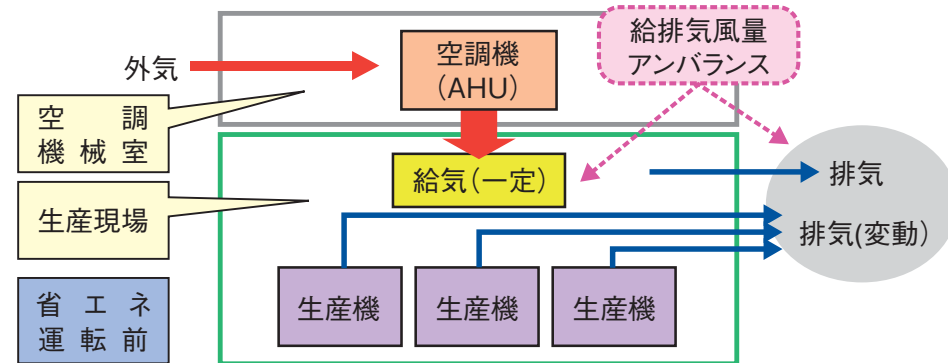 給排気風量
アンバランス
外気
空調機
(AHU)
空調
機械室
給気(一定)
排気
生産現場
排気(変動)
省エネ
運転前
生産機
生産機
生産機